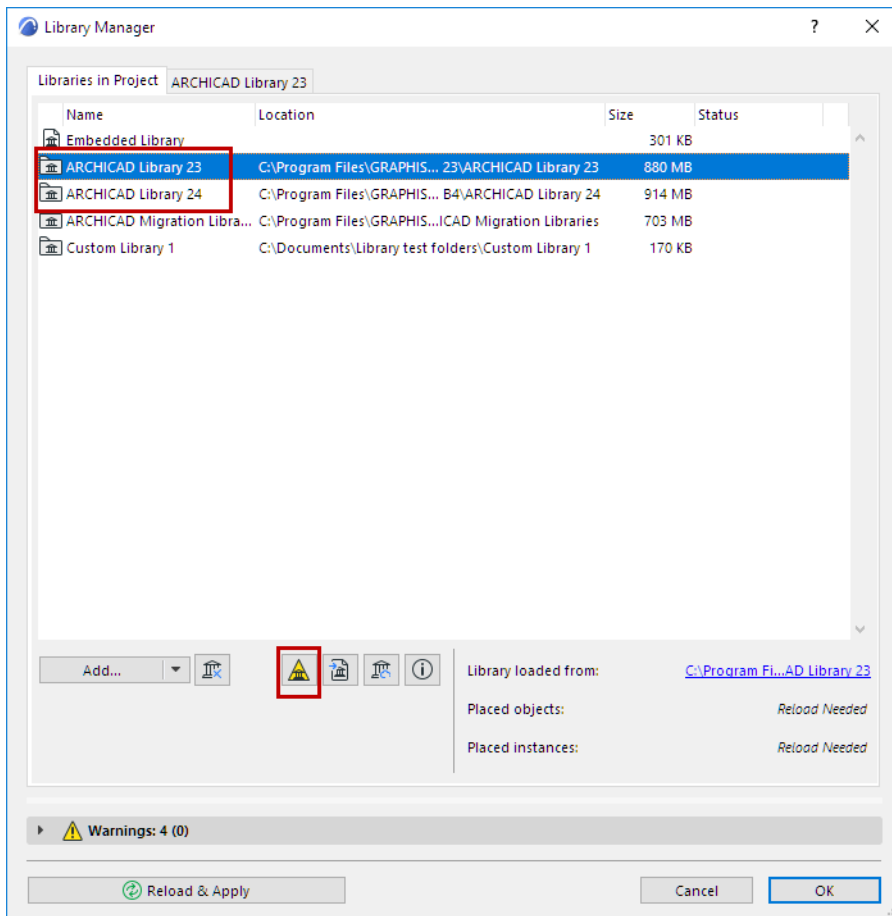 Library Manager
Libraries in Project ARCHICAD Library 23
Name Location Size Status
Embedded Library 301 KB
ARCHICAD Library 23 C:\Program Files\GRAPHIS... 23\ARCHICAD Library 23 880 MB
ARCHICAD Library 24 C:\Program Files\GRAPHIS... B4\ARCHICAD Library 24 914 MB
ARCHICAD Migration Libra... C:\Program Files\GRAPHIS...ICAD Migration Libraries 703 MB
Custom Library 1 C:\Documents\Library test folders\Custom Library 1 170 KB
Add... Library loaded from: C:\Program Fi...AD Library 23
Placed objects: Reload Needed
Placed instances: Reload Needed
Warnings: 4 (0)
Reload & Apply Cancel OK